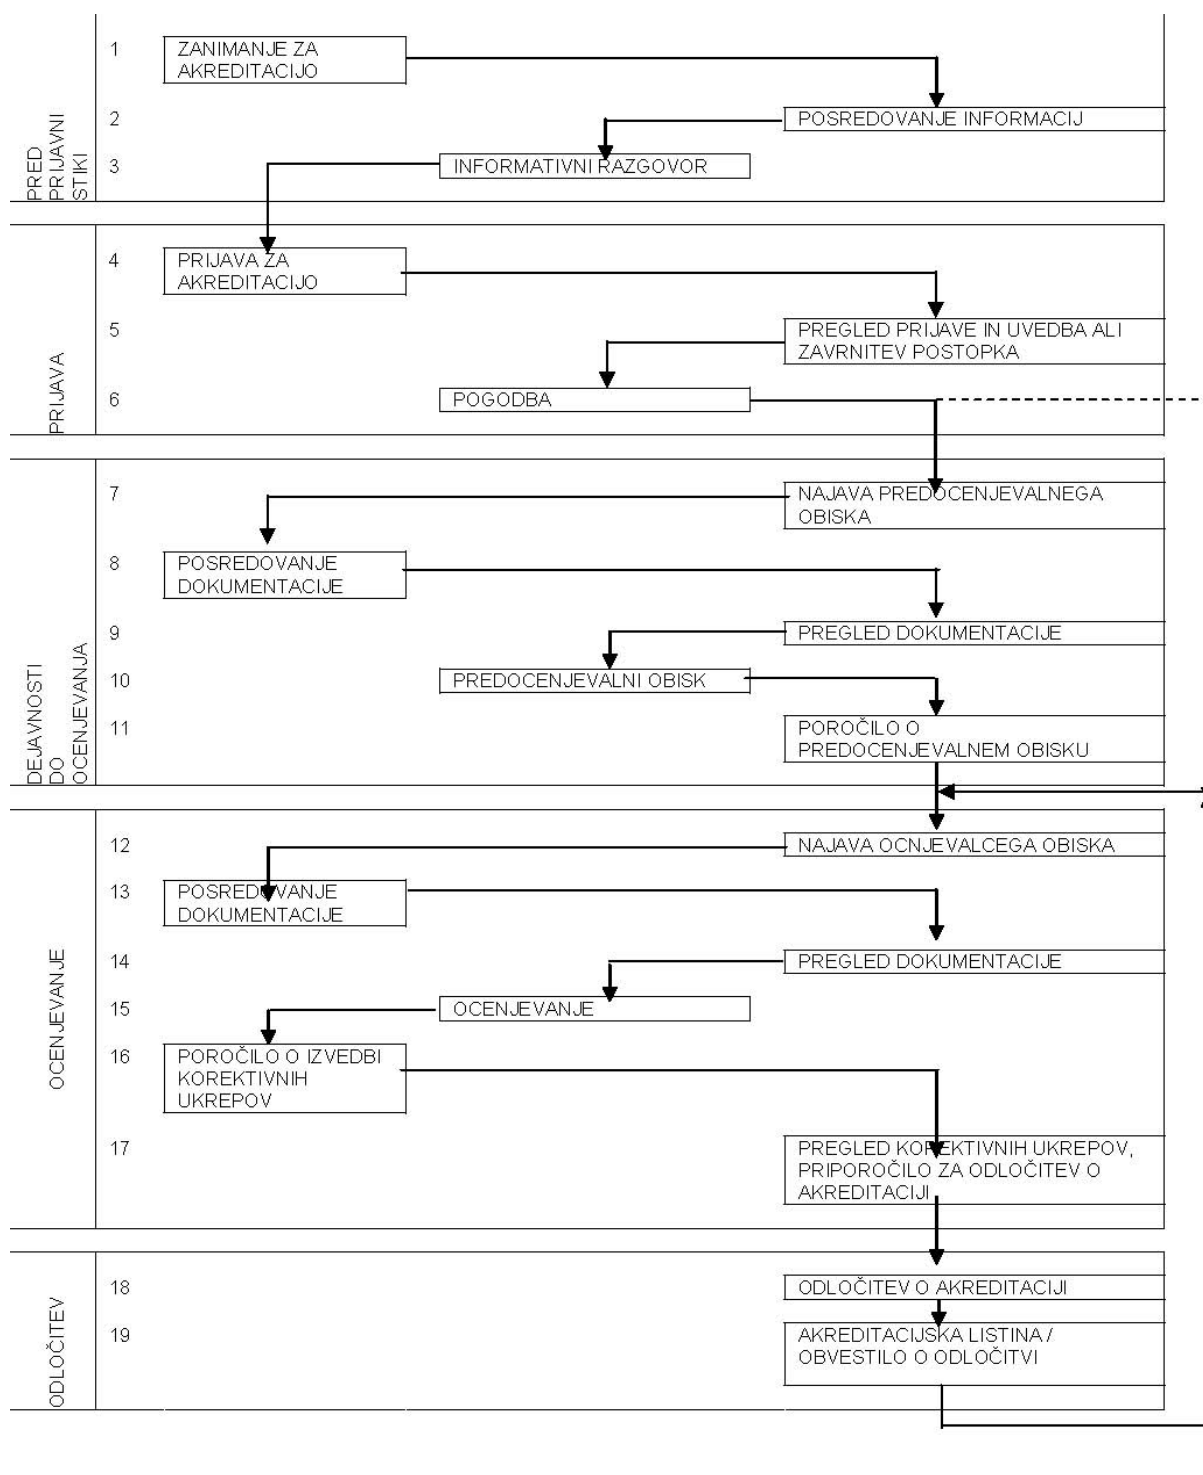 PRED
PRIJAVNI
STIKI
1
ZANIMANJE ZA
AKREDITACIJO
2
POSREDOVANJE INFORMACIJ
3
INFORMATIVNI RAZGOVOR
PRIJAVA
4
PRIJAVA ZA
AKREDITACIJO
5
PREGLED PRIJAVE IN UVEDBA ALI
ZAVRNITEV POSTOPKA
6
POGODBA
DEJAVNOSTI
DO
OCENJEVANJA
7
NAJAVA PREDOCENJEVALNEGA
OBISKA
8
POSREDOVANJE
DOKUMENTACIJE
9
PREGLED DOKUMENTACIJE
10
PREDOCENJEVALNI OBISK
11
POROČILO O
PREDOCENJEVALNEM OBISKU
OCENJEVANJE
12
NAJAVA OCNJEVALCEGA OBISKA
13
POSREDOVANJE
DOKUMENTACIJE
14
PREGLED DOKUMENTACIJE
15
OCENJEVANJE
16
POROČILO O IZVEDBI
KOREKTIVNIH
UKREPOV
17
PREGLED KOREKTIVNIH UKREPOV,
PRIPOROČILO ZA ODLOČITEV O
AKREDITACIJI
ODLOČITEV
18
ODLOČITEV O AKREDITACIJI
19
AKREDITACIJSKA LISTINA /
OBVESTILO O ODLOČITVI